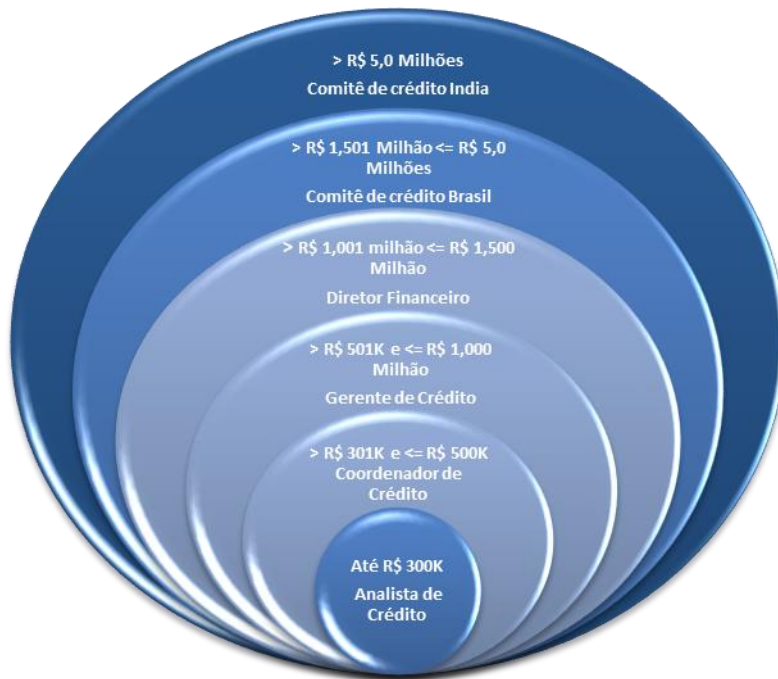 > R$ 5,0 Milhões
Comitê de crédito India
> R$ 1,501 Milhão <= R$ 5,0
Milhões
Comitê de crédito Brasil
> R$ 1,001 milhão <= R$ 1,500
Milhão
Diretor Financeiro
> R$ 501K e <= R$ 1,000
Milhão
Gerente de Crédito
> R$ 301K e <= R$ 500K
Coordenador de
Crédito
Até R$ 300K
Analista de
Crédito